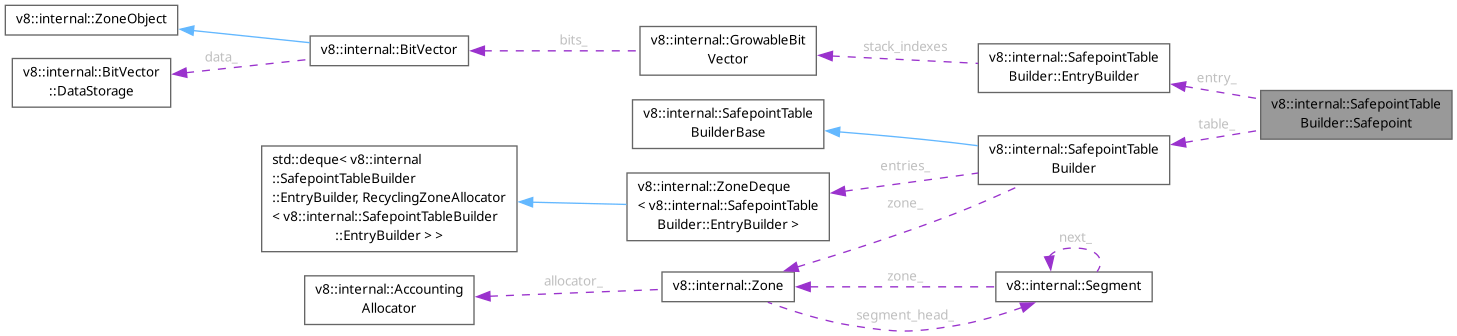 v8::internal::ZoneObject
v8::internal::BitVector
data_
v8::internal::BitVector
::DataStorage
bits_
v8::internal::GrowableBit
Vector
stack_indexes
v8::internal::SafepointTable
Builder::EntryBuilder
entry_
v8::internal::SafepointTable
Builder::Safepoint
table_
v8::internal::SafepointTable
BuilderBase
v8::internal::SafepointTable
Builder
entries_
std::deque< v8::internal
::SafepointTableBuilder
::EntryBuilder, RecyclingZoneAllocator
< v8::internal::SafepointTableBuilder
::EntryBuilder > >
v8::internal::ZoneDeque
< v8::internal::SafepointTable
Builder::EntryBuilder >
zone_
next_
v8::internal::Accounting
Allocator
allocator_
v8::internal::Zone
zone_
v8::internal::Segment
segment_head_